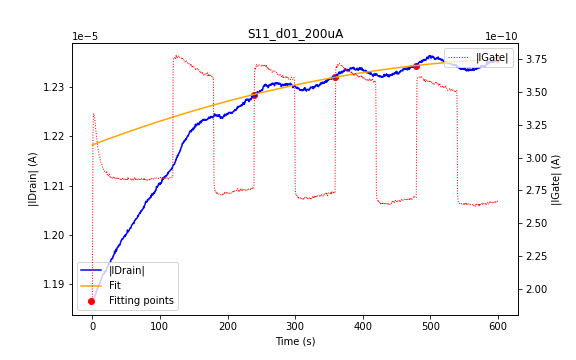 S11_d01_200uA
1e−5
1e−10
|IGate|
3.75
3.50
3.25
3.00
2.75
2.50
2.25
2.00
|IGate| (A)
1.23
1.22
1.21
1.20
1.19
|IDrain| (A)
|IDrain|
Fit
Fitting points
0
100
200
300
400
500
600
Time (s)